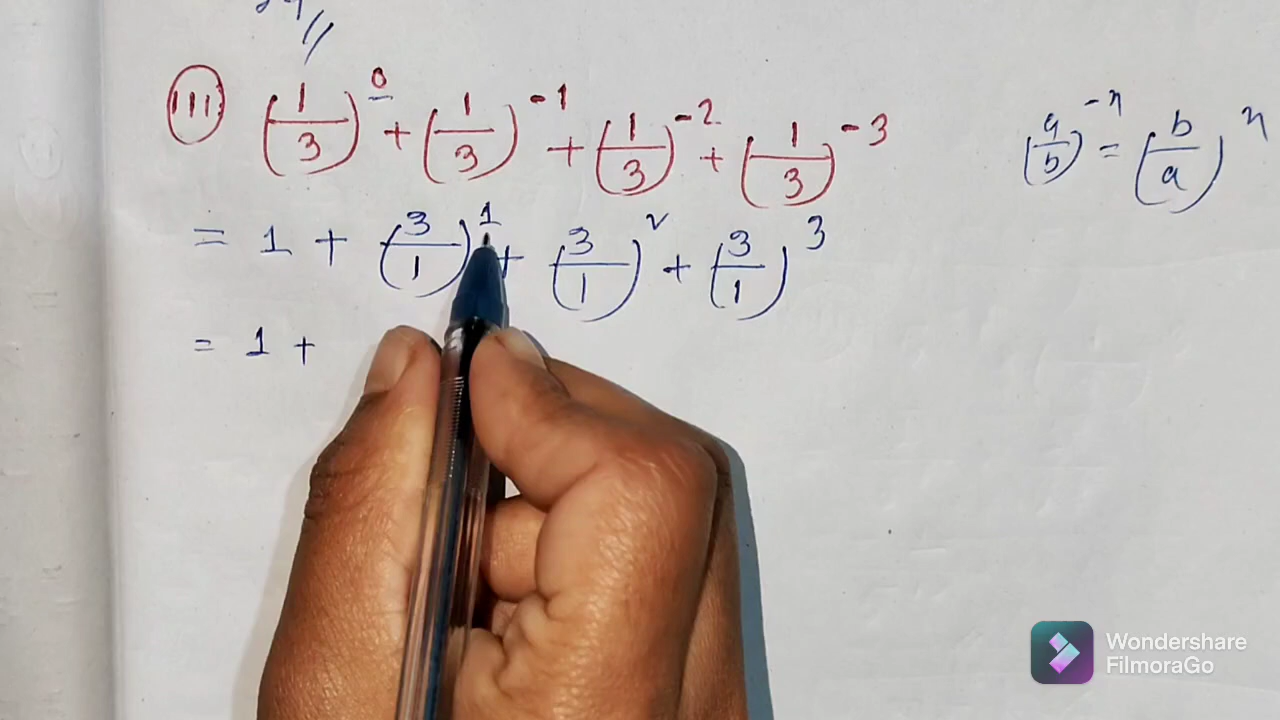 (III) (1/3)^0 + (1/3)^-1 + (1/3)^-2 + (1/3)^-3
(a/b)^-n = (b/a)^n
= 1 + (3/1)^1 + (3/1)^2 + (3/1)^3
= 1 +
Wondershare
FilmoraGo